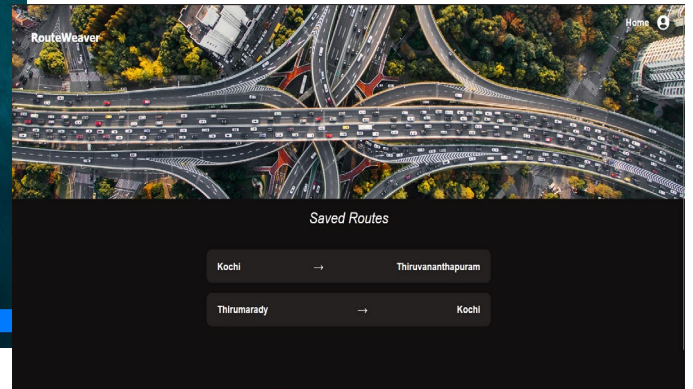 Home
RouteWeaver
Saved Routes
Kochi → Thiruvananthapuram
Thirumarady → Kochi